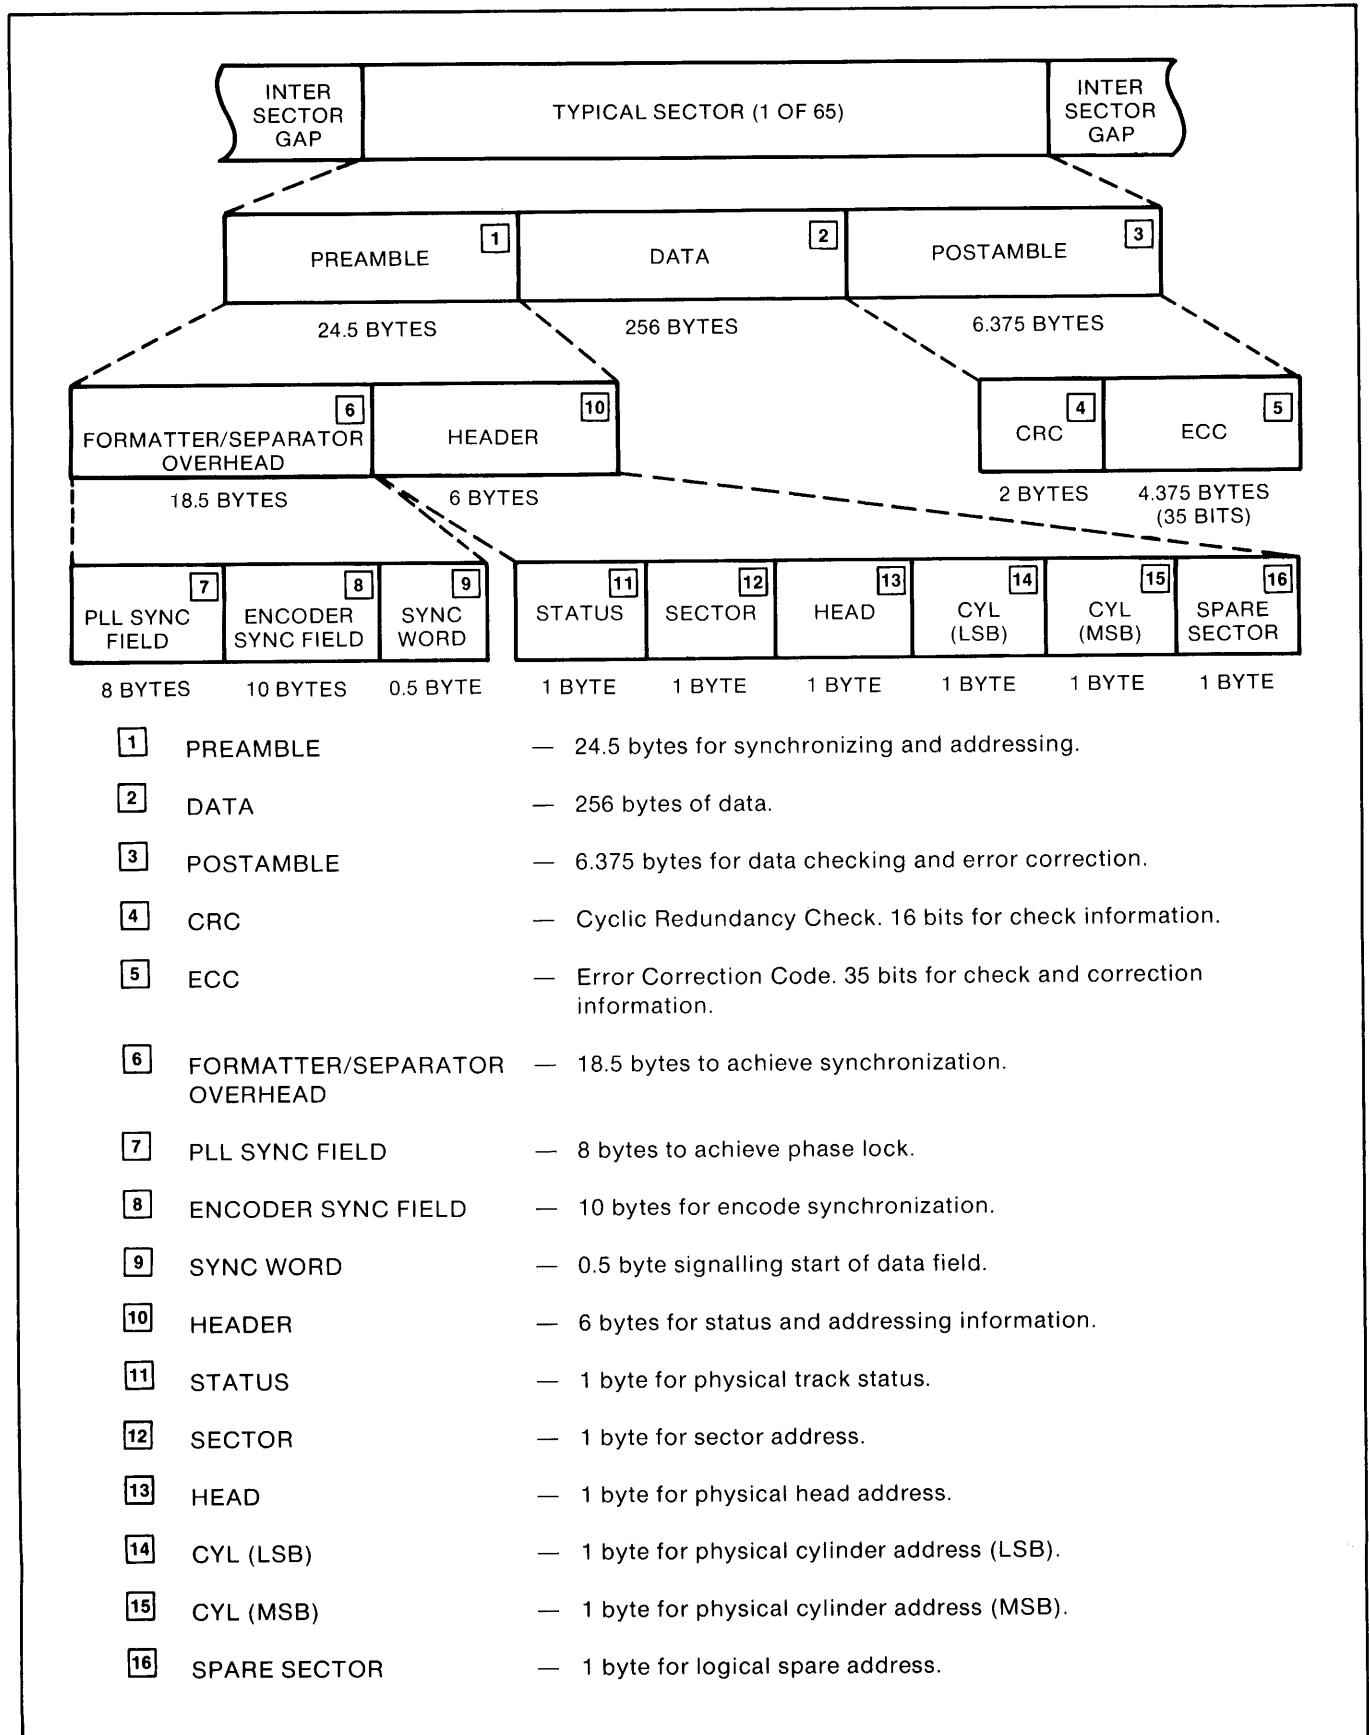 INTER SECTOR GAP
TYPICAL SECTOR (1 OF 65)
INTER SECTOR GAP
PREAMBLE 1
DATA 2
POSTAMBLE 3
24.5 BYTES
256 BYTES
6.375 BYTES
6
FORMATTER/SEPARATOR
OVERHEAD
HEADER 10
CRC 4
ECC 5
18.5 BYTES
6 BYTES
2 BYTES
4.375 BYTES
(35 BITS)
7
PLL SYNC
FIELD
8
ENCODER
SYNC FIELD
9
SYNC
WORD
11
STATUS
12
SECTOR
13
HEAD
14
CYL
(LSB)
15
CYL
(MSB)
16
SPARE
SECTOR
8 BYTES
10 BYTES
0.5 BYTE
1 BYTE
1 BYTE
1 BYTE
1 BYTE
1 BYTE
1 BYTE
1 PREAMBLE — 24.5 bytes for synchronizing and addressing.
2 DATA — 256 bytes of data.
3 POSTAMBLE — 6.375 bytes for data checking and error correction.
4 CRC — Cyclic Redundancy Check. 16 bits for check information.
5 ECC — Error Correction Code. 35 bits for check and correction
information.
6 FORMATTER/SEPARATOR — 18.5 bytes to achieve synchronization.
OVERHEAD
7 PLL SYNC FIELD — 8 bytes to achieve phase lock.
8 ENCODER SYNC FIELD — 10 bytes for encode synchronization.
9 SYNC WORD — 0.5 byte signalling start of data field.
10 HEADER — 6 bytes for status and addressing information.
11 STATUS — 1 byte for physical track status.
12 SECTOR — 1 byte for sector address.
13 HEAD — 1 byte for physical head address.
14 CYL (LSB) — 1 byte for physical cylinder address (LSB).
15 CYL (MSB) — 1 byte for physical cylinder address (MSB).
16 SPARE SECTOR — 1 byte for logical spare address.